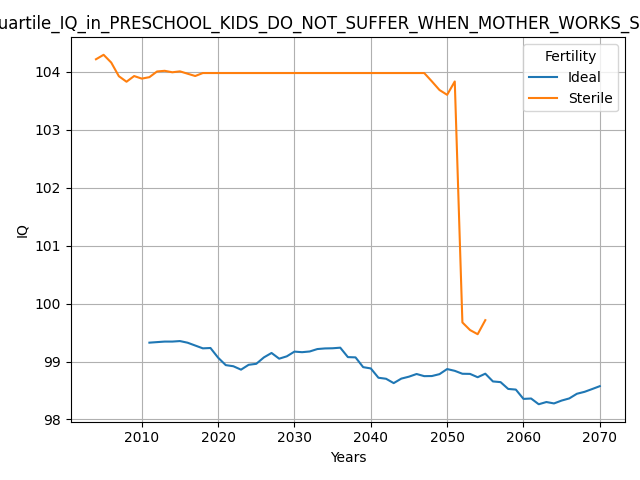 uartile_IQ_in_PRESCHOOL_KIDS_DO_NOT_SUFFER_WHEN_MOTHER_WORKS_S
Fertility
Ideal
Sterile
104
103
102
101
100
99
98
IQ
2010 2020 2030 2040 2050 2060 2070
Years